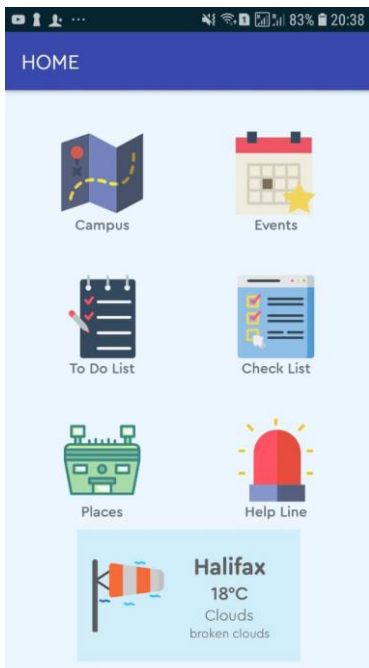 83% 20:38
HOME
Campus
Events
To Do List
Check List
Places
Help Line
Halifax
18°C
Clouds
broken clouds